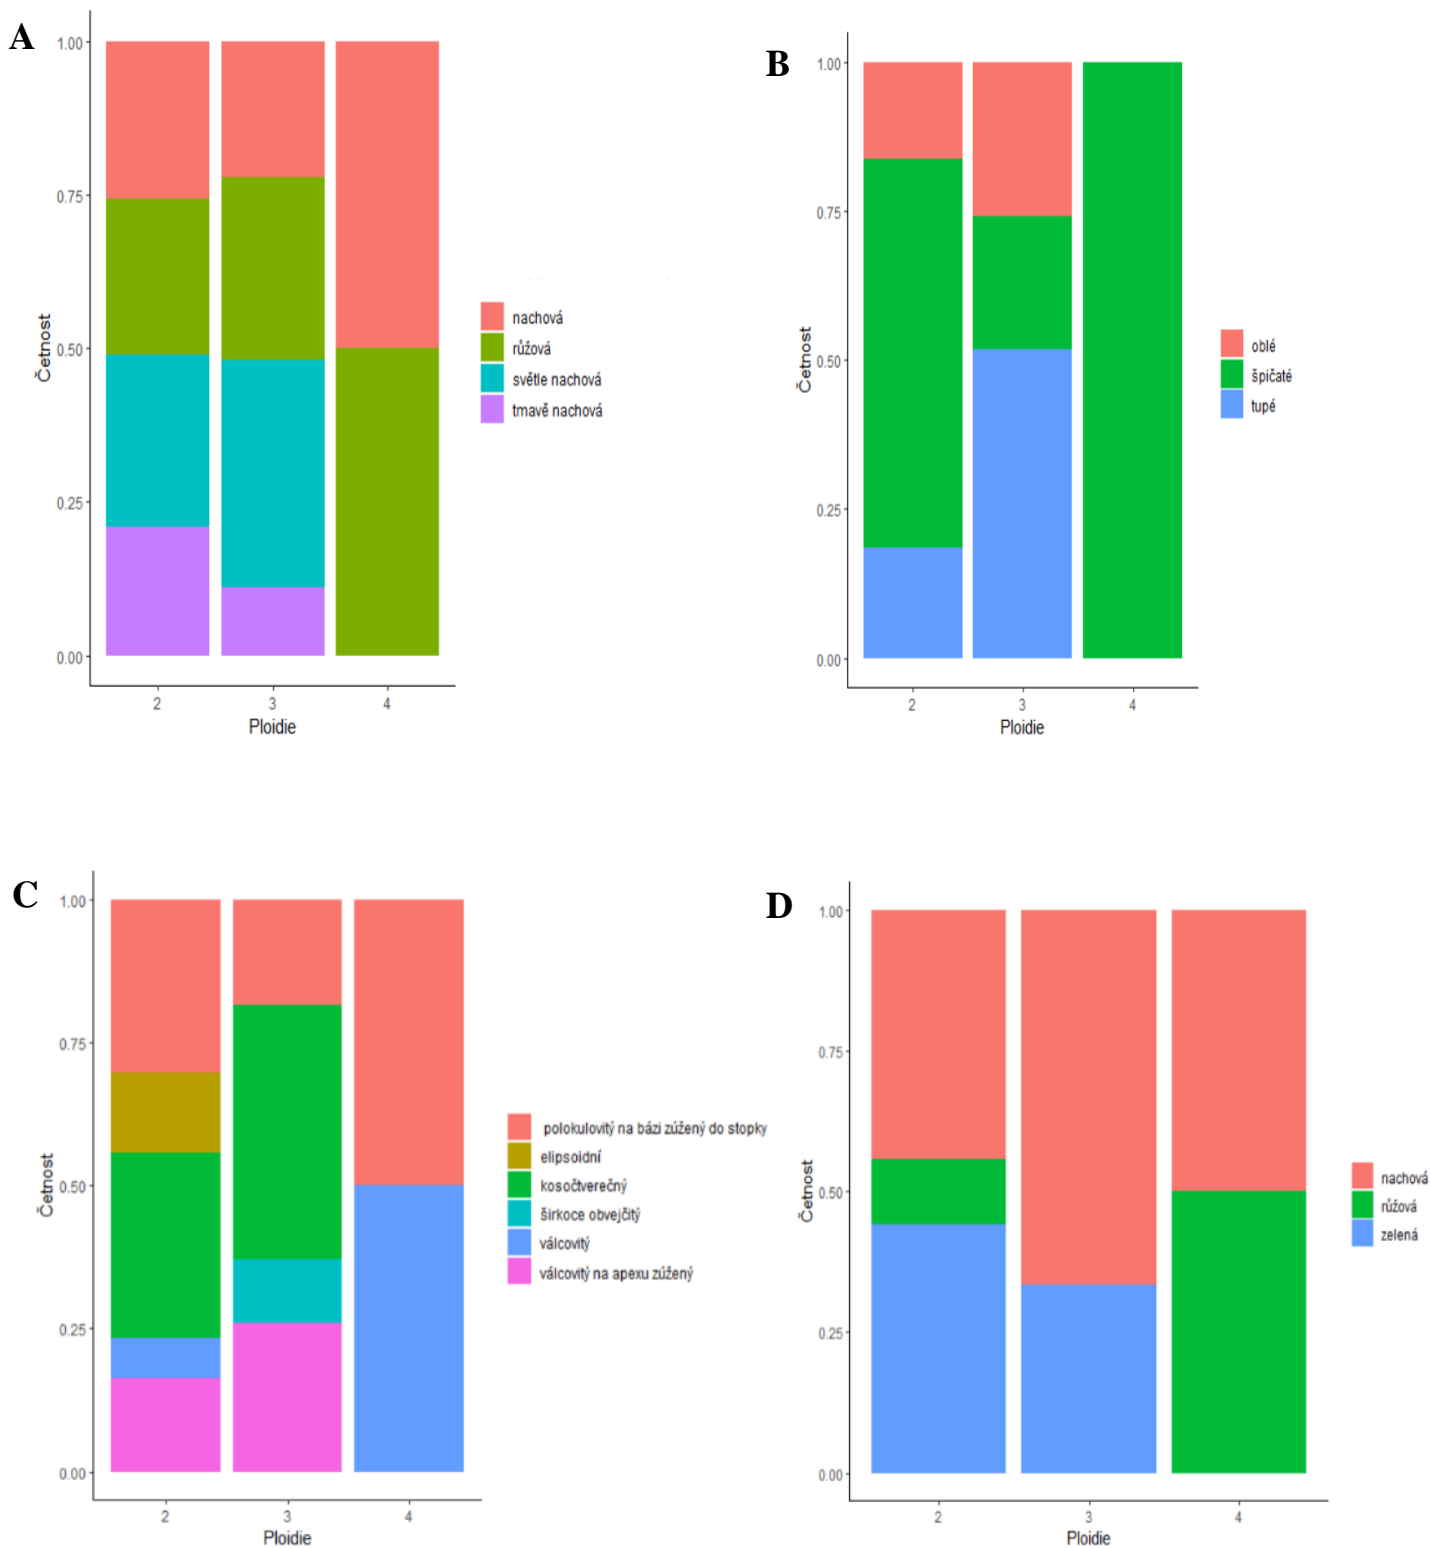 A
1.00
0.75
0.50
0.25
0.00
Četnost
2 3 4
Ploidie
nachová
růžová
světle nachová
tmavě nachová
B
1.00
0.75
0.50
0.25
0.00
Četnost
2 3 4
Ploidie
oblé
špičaté
tupé
C
1.00
0.75
0.50
0.25
0.00
Četnost
2 3 4
Ploidie
polokulovitý na bázi zúžený do stopky
elipsoidní
kosočtverečný
širkoce obvejčitý
válcovitý
válcovitý na apexu zúžený
D
1.00
0.75
0.50
0.25
0.00
Četnost
2 3 4
Ploidie
nachová
růžová
zelená